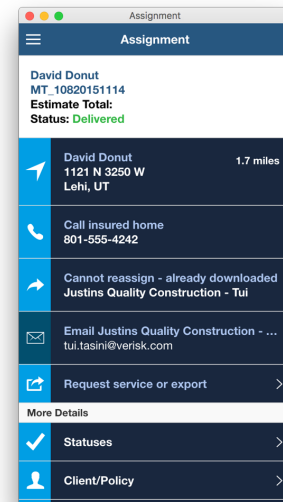 Assignment
Assignment
David Donut
MT_10820151114
Estimate Total:
Status: Delivered
David Donut
1.7 miles
1121 N 3250 W
Lehi, UT
Call insured home
801-555-4242
Cannot reassign - already downloaded
Justins Quality Construction - Tui
Email Justins Quality Construction - ...
tui.tasini@verisk.com
Request service or export
More Details
Statuses
Client/Policy